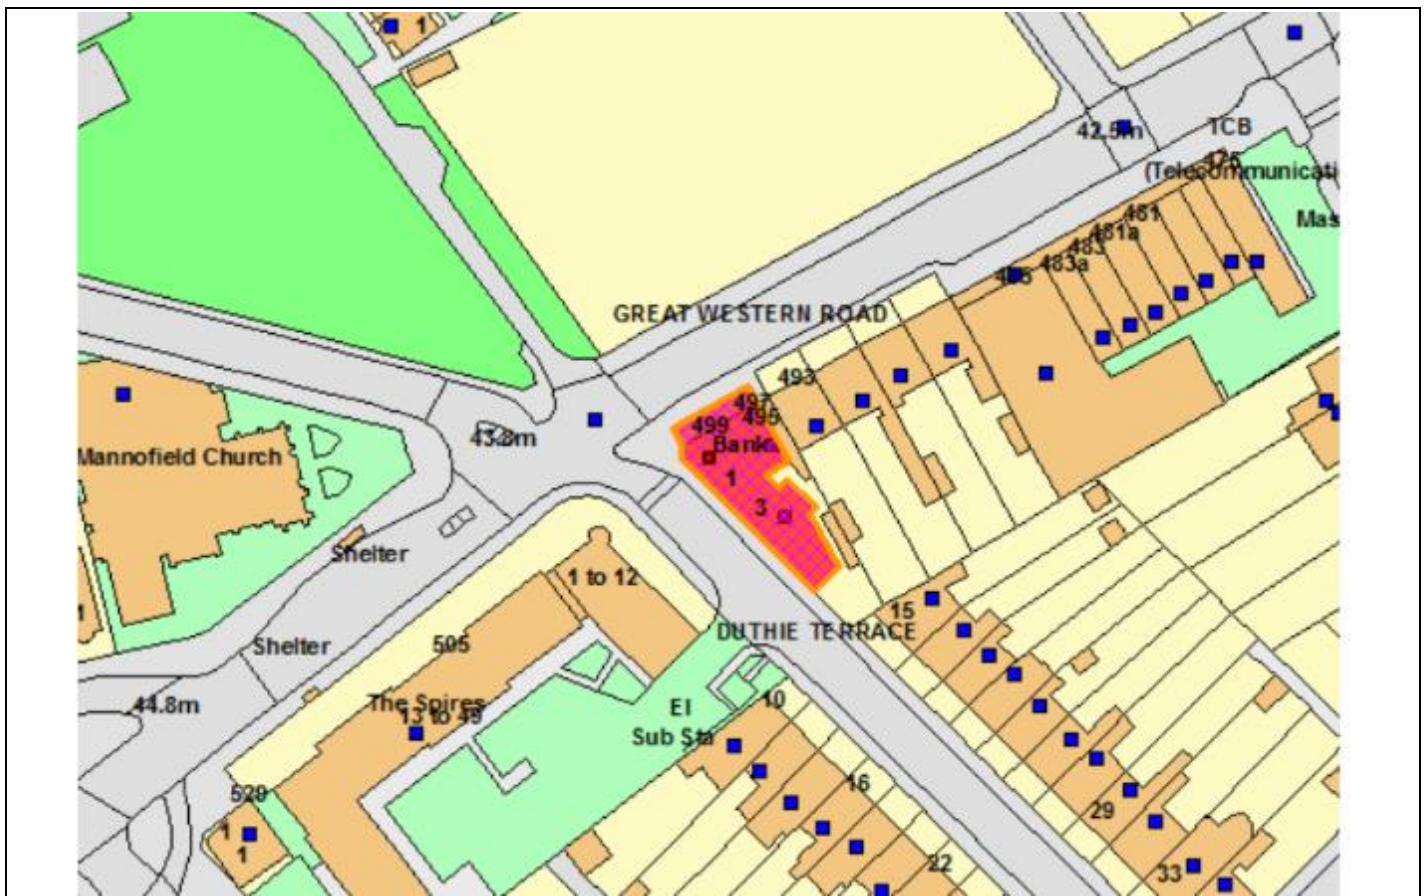 1
42.5m
TCB
(Telecommunicati
475
Mas
481
481a
483
483a
485
GREAT WESTERN ROAD
493
497
495
499
Bank
1
3
43.8m
Mannofield Church
Shelter
1 to 12
15
DUTHIE TERRACE
505
Shelter
1
The Spires
13 to 49
44.8m
El
Sub Sta
10
16
529
1
1
29
22
33